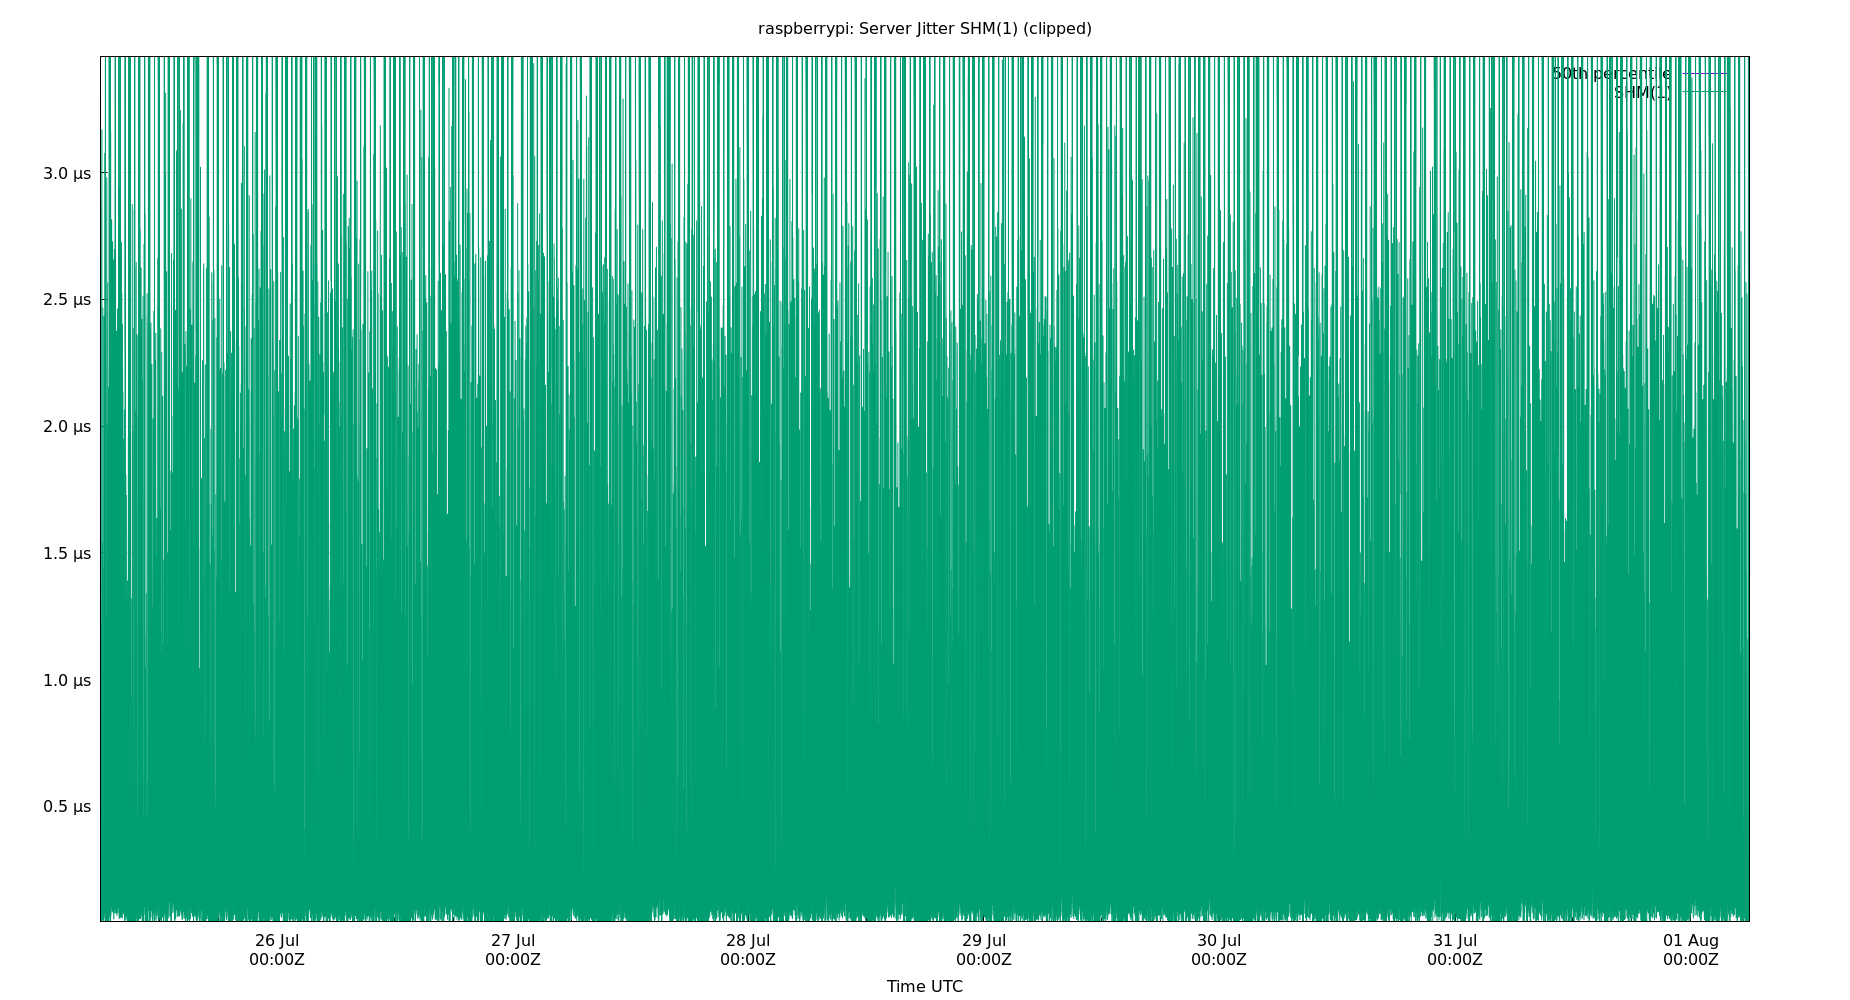 raspberrypi: Server Jitter SHM(1) (clipped)
50th percentile
SHM(1)
3.0 µs
2.5 µs
2.0 µs
1.5 µs
1.0 µs
0.5 µs
26 Jul 27 Jul 28 Jul 29 Jul 30 Jul 31 Jul 01 Aug
00:00Z 00:00Z 00:00Z 00:00Z 00:00Z 00:00Z 00:00Z
Time UTC